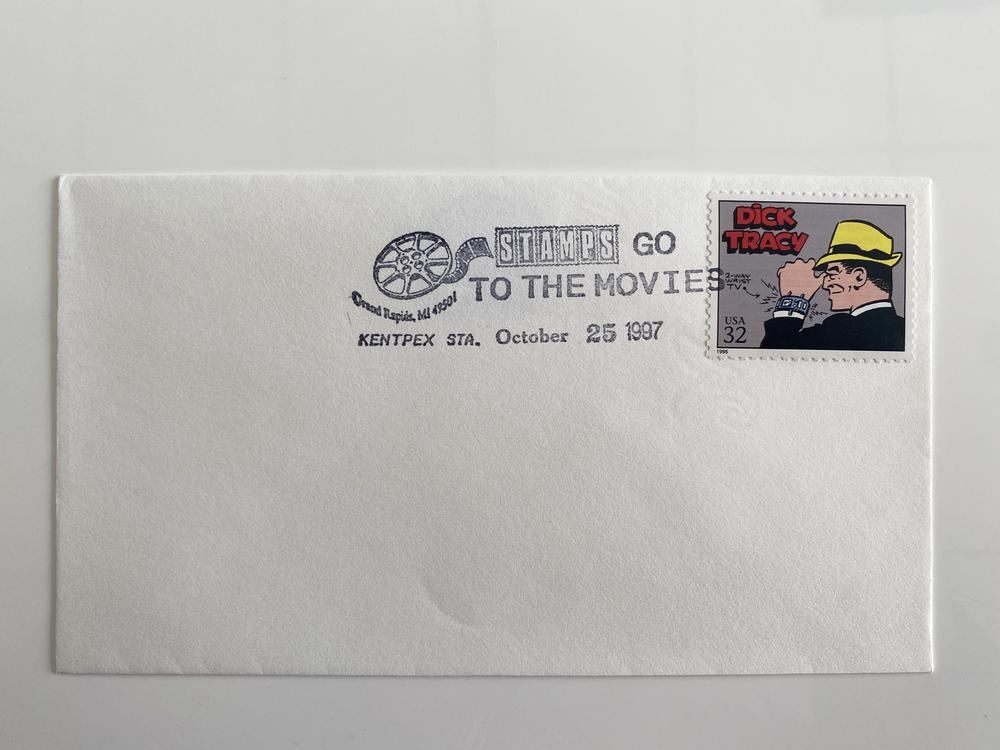 STAMPS GO
TO THE MOVIES
Grand Rapids, MI 49501
KENTPEX STA. October 25 1997
DICK
TRACY
2-WAY
WRIST
TV
USA
32
1995